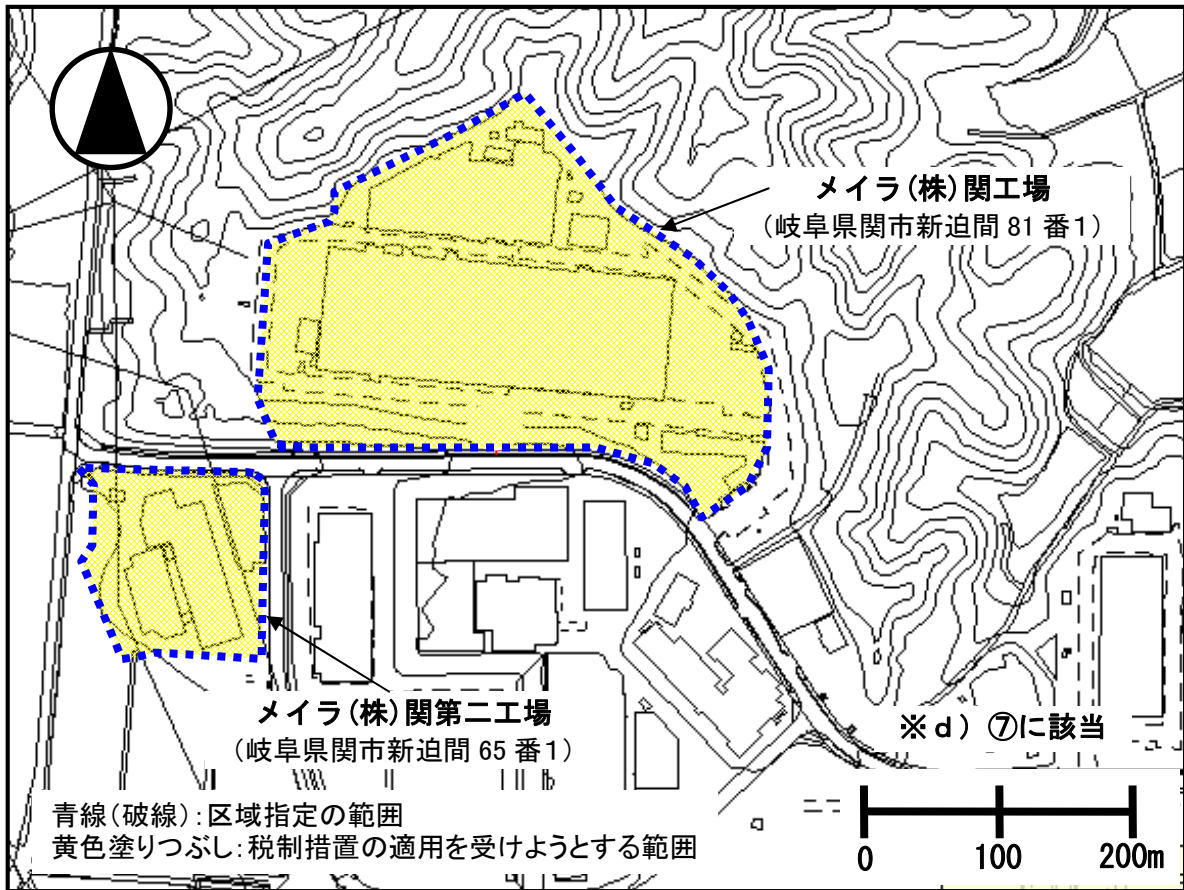 メイラ(株)関工場
(岐阜県関市新迫間 81 番1)
メイラ(株)関第二工場
(岐阜県関市新迫間 65 番1)
※d) ⑦に該当
青線(破線):区域指定の範囲
黄色塗りつぶし:税制措置の適用を受けようとする範囲
0 100 200m